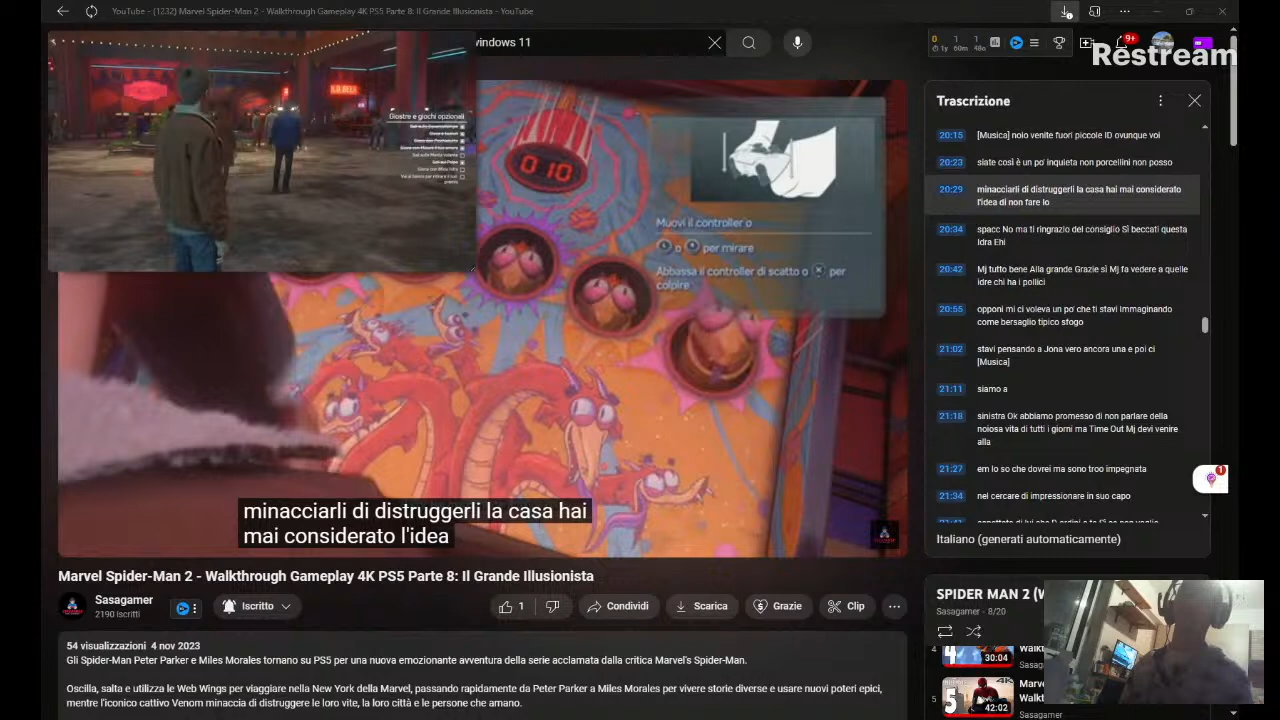 YouTube - (1232) Marvel Spider-Man 2 - Walkthrough Gameplay 4K PS5 Parte 8: Il Grande Illusionista - YouTube
windows 11
9+
Restream
Giostre e giochi opzionali
010
Muovi il controller o
L o R per mirare
Abbassa il controller di scatto o X per
colpire
minacciarli di distruggerli la casa hai
mai considerato l'idea
Trascrizione
20:15 [Musica] noio venite fuori piccole ID ovunque voi
20:23 siate così è un po' inquieta non porcellini non posso
20:29 minacciarli di distruggerli la casa hai mai considerato
l'idea di non fare lo
20:34 spacc No ma ti ringrazio del consiglio Sì beccati questa
Idra Ehi
20:42 Mj tutto bene Alla grande Grazie sì Mj fa vedere a quelle
Idre chi ha i pollici
20:55 opponi mi ci voleva un po' che ti stavi immaginando
come bersaglio tipico sfogo
21:02 stavi pensando a Jona vero ancora una e poi ci
[Musica]
21:11 siamo a
21:18 sinistra Ok abbiamo promesso di non parlare della
noiosa vita di tutti i giorni ma Time Out Mj devi venire
alla
21:27 em lo so che dovrei ma sono troo impegnata
21:34 nel cercare di impressionare in suo capo
Italiano (generati automaticamente)
1
Marvel Spider-Man 2 - Walkthrough Gameplay 4K PS5 Parte 8: Il Grande Illusionista
Sasagamer
2190 iscritti
Iscritto
1
Condividi
Scarica
Grazie
Clip
54 visualizzazioni 4 nov 2023
Gli Spider-Man Peter Parker e Miles Morales tornano su PS5 per una nuova emozionante avventura della serie acclamata dalla critica Marvel's Spider-Man.
Oscilla, salta e utilizza le Web Wings per viaggiare nella New York della Marvel, passando rapidamente da Peter Parker a Miles Morales per vivere storie diverse e usare nuovi poteri epici,
mentre l'iconico cattivo Venom minaccia di distruggere le loro vite, la loro città e le persone che amano.
SPIDER MAN 2 (W
Sasagamer - 8/20
4
30:04
Walkt
Sasag
5
5
42:02
Marve
Walkt
Sasagamer